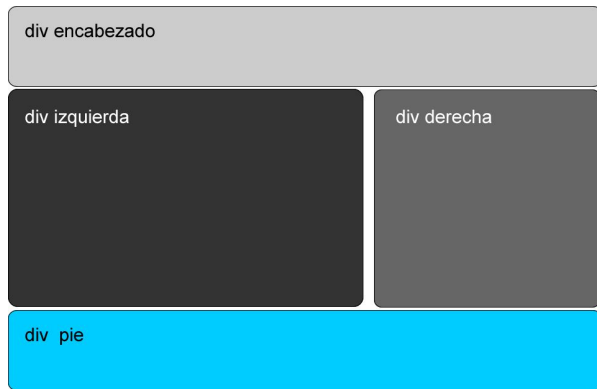 div encabezado
div izquierda
div derecha
div  pie